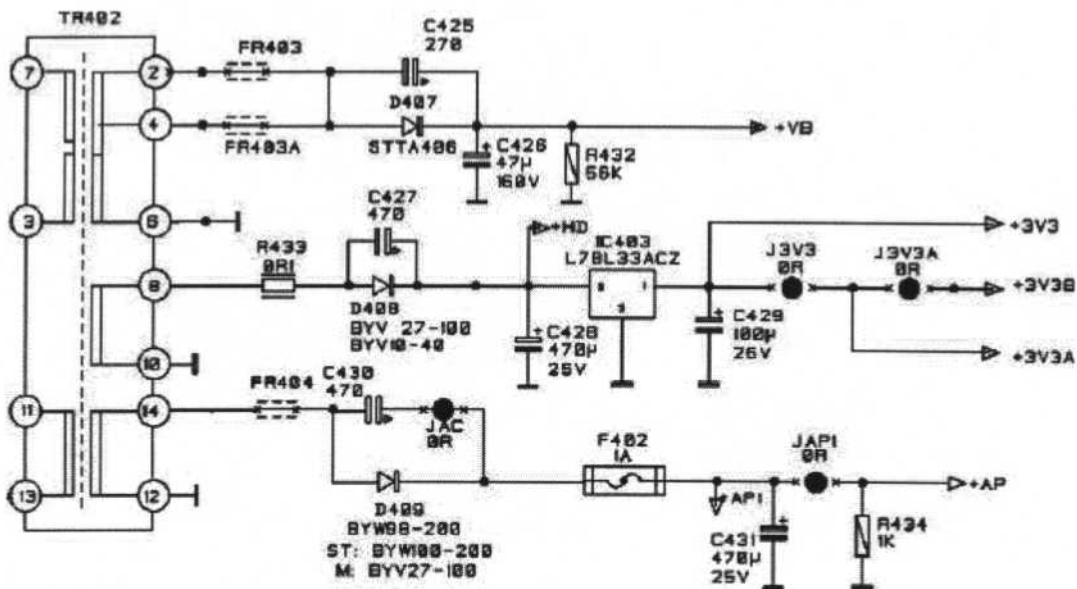 TR402
7
2
4
3
6
8
10
11
14
13
12
FR403
FR403A
C425
270
D407
STTA406
C426
47µ
160V
R432
56K
+VB
C427
470
R433
0R1
D408
BYV 27-100
BYV10-40
+HD
IC403
L78L33ACZ
C428
470µ
25V
C429
100µ
25V
J3V3
0R
J3V3A
0R
+3V3
+3V3B
+3V3A
FR404
C430
470
JAC
0R
D409
BYW98-200
ST: BYW100-200
M: BYV27-100
F402
1A
API
C431
470µ
25V
JAP1
0R
R434
1K
+AP